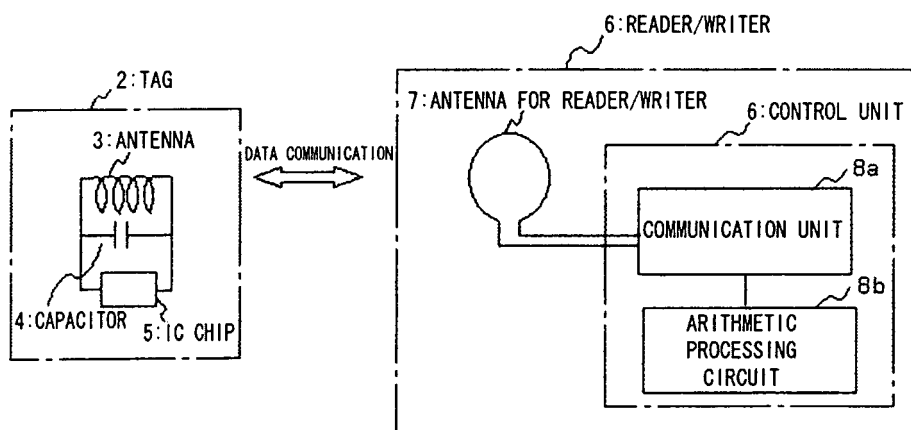 6:READER/WRITER
2:TAG
7:ANTENNA FOR READER/WRITER
6:CONTROL UNIT
3:ANTENNA
DATA COMMUNICATION
8a
COMMUNICATION UNIT
8b
4:CAPACITOR
5:IC CHIP
ARITHMETIC
PROCESSING
CIRCUIT